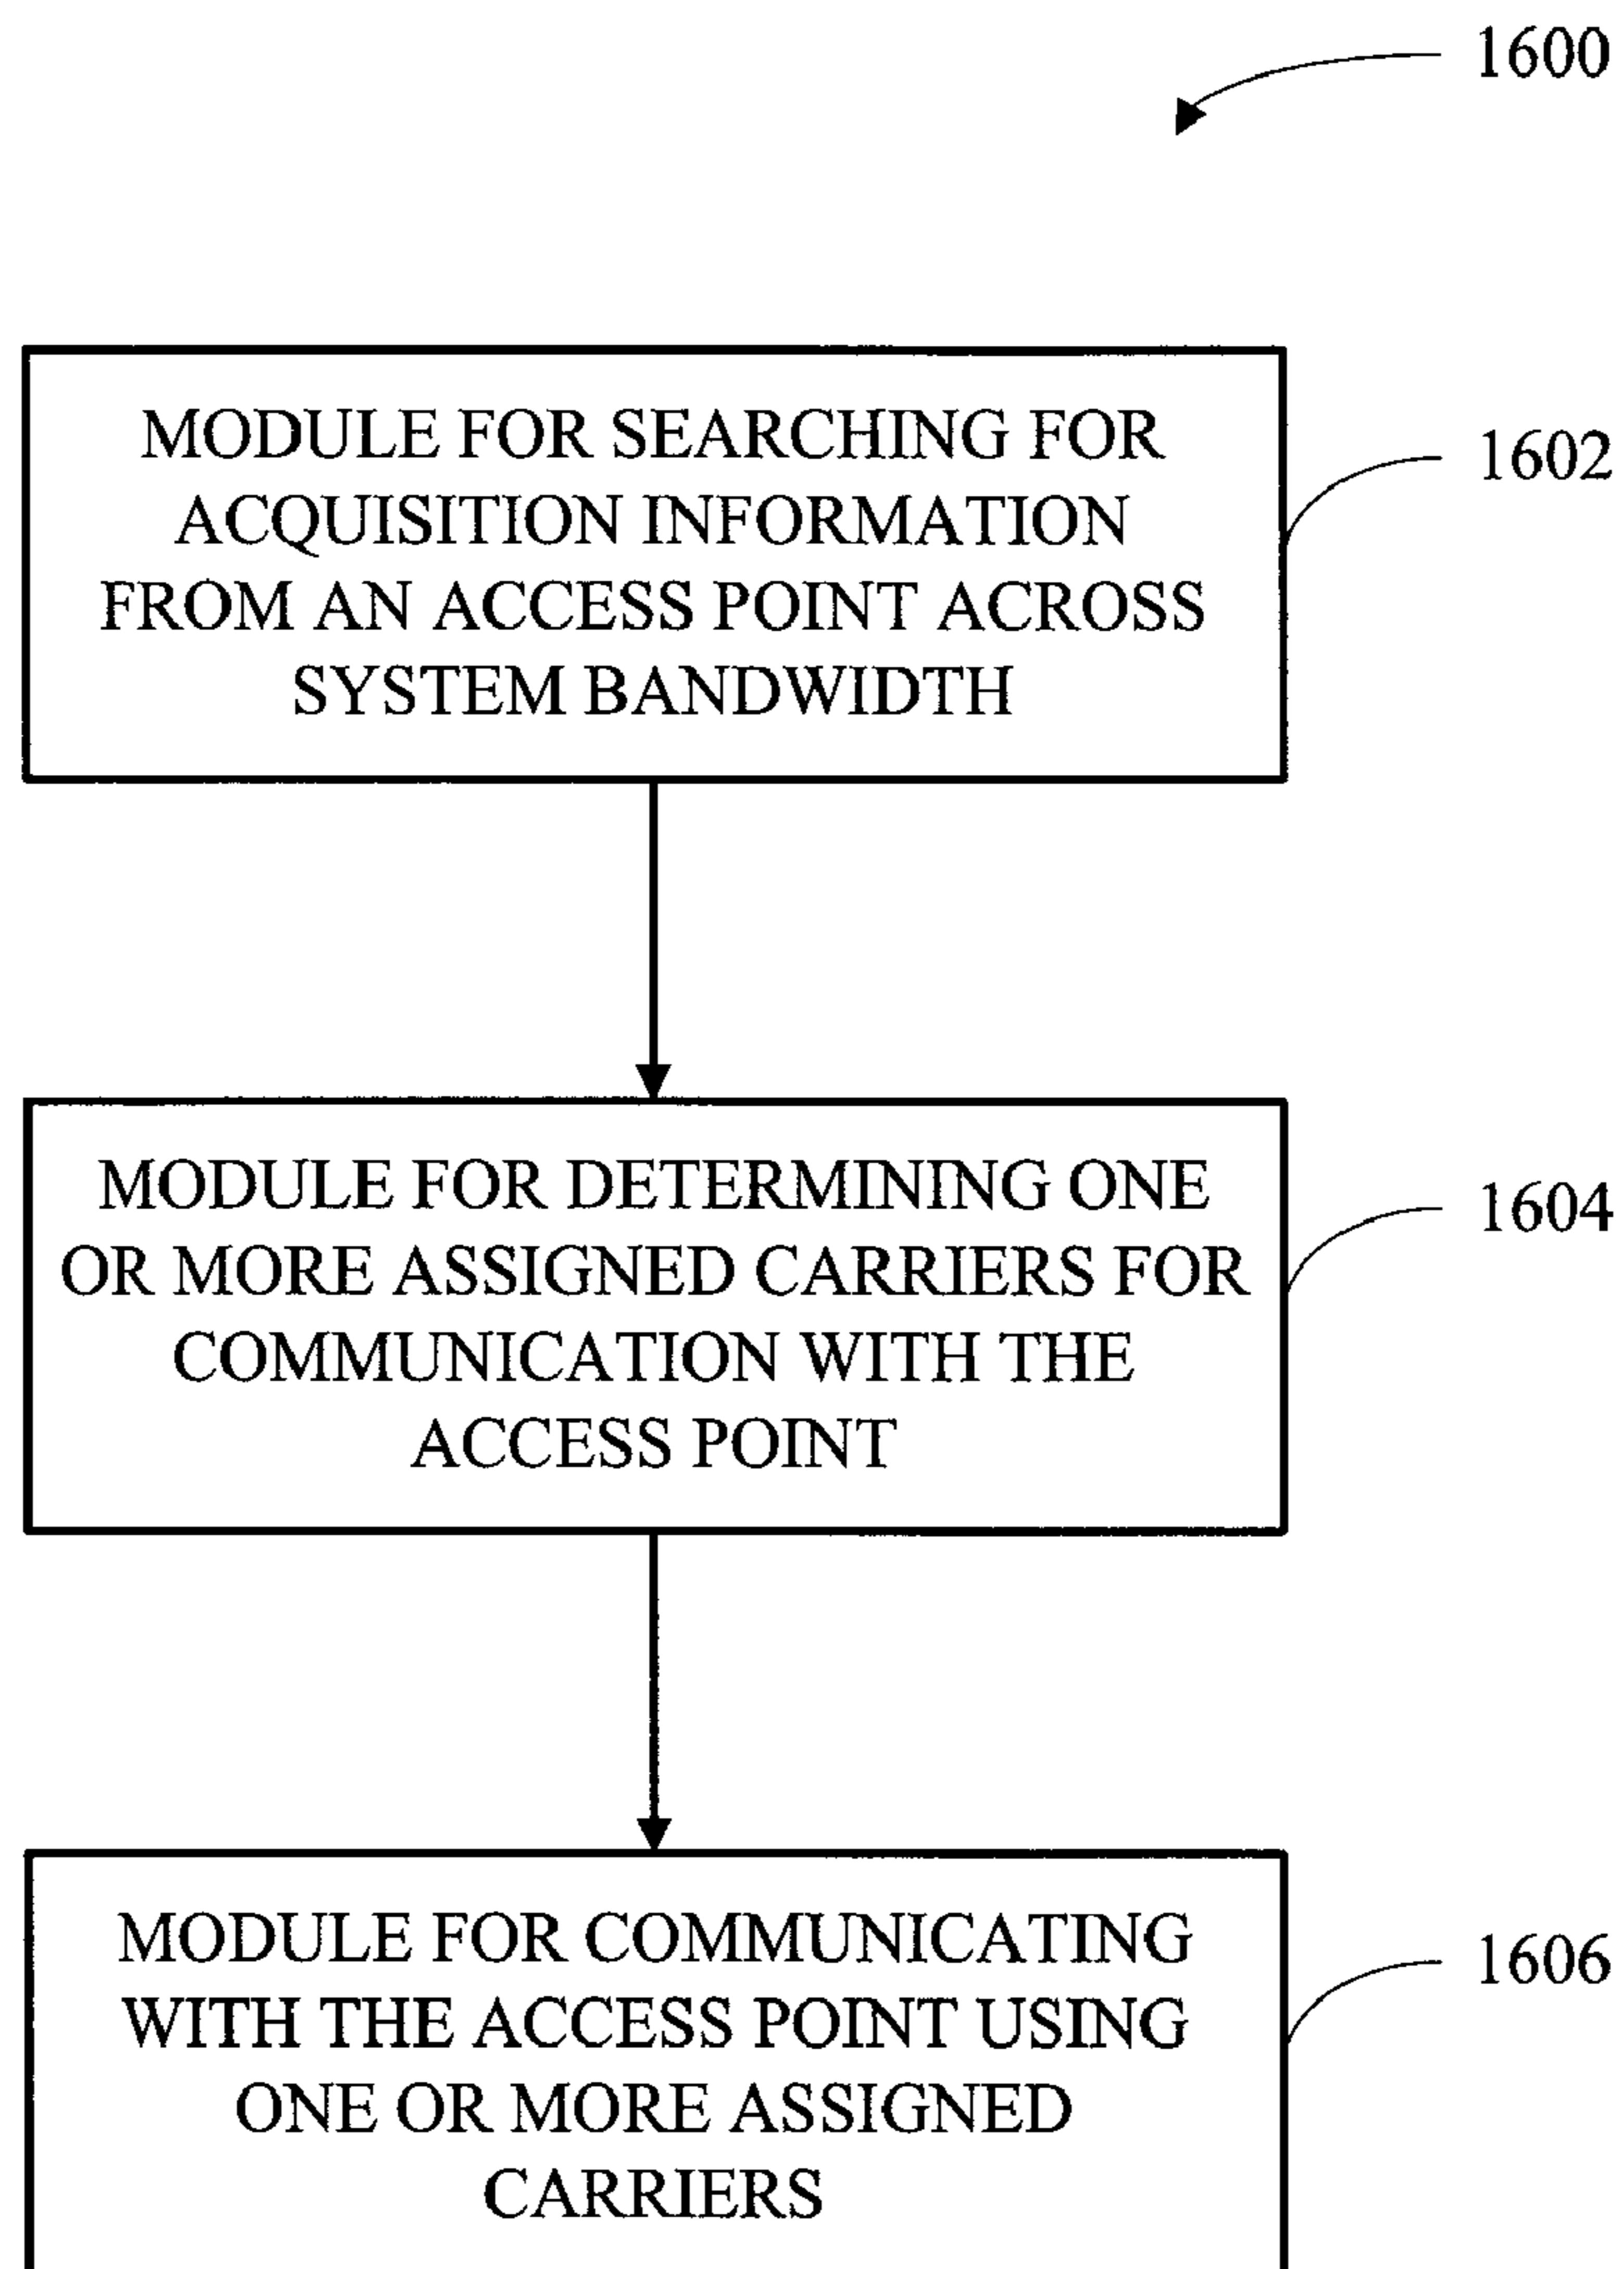 1600
MODULE FOR SEARCHING FOR
ACQUISITION INFORMATION
FROM AN ACCESS POINT ACROSS
SYSTEM BANDWIDTH
1602
MODULE FOR DETERMINING ONE
OR MORE ASSIGNED CARRIERS FOR
COMMUNICATION WITH THE
ACCESS POINT
1604
MODULE FOR COMMUNICATING
WITH THE ACCESS POINT USING
ONE OR MORE ASSIGNED
CARRIERS
1606